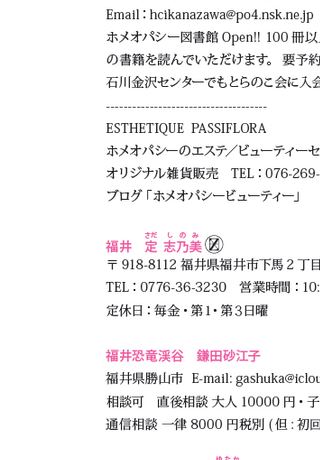 Email：hcikanazawa@po4.nsk.ne.jp
ホメオパシー図書館 Open!! 100 冊以
の書籍を読んでいただけます。 要予約
石川金沢センターでもとらのこ会に入会
-------------------------------------
ESTHETIQUE PASSIFLORA
ホメオパシーのエステ／ビューティーセ
オリジナル雑貨販売　TEL：076-269-
ブログ「ホメオパシービューティー」
さだ し の み
福井　定 志乃美
〒 918-8112 福井県福井市下馬 2 丁目
TEL：0776-36-3230　営業時間：10:
定休日：毎金・第1・第3日曜
福井恐竜渓谷　鎌田砂江子
福井県勝山市　E-mail: gashuka@iclou
相談可　直後相談 大人 10000 円・子
通信相談 一律 8000 円税別 ( 但：初回